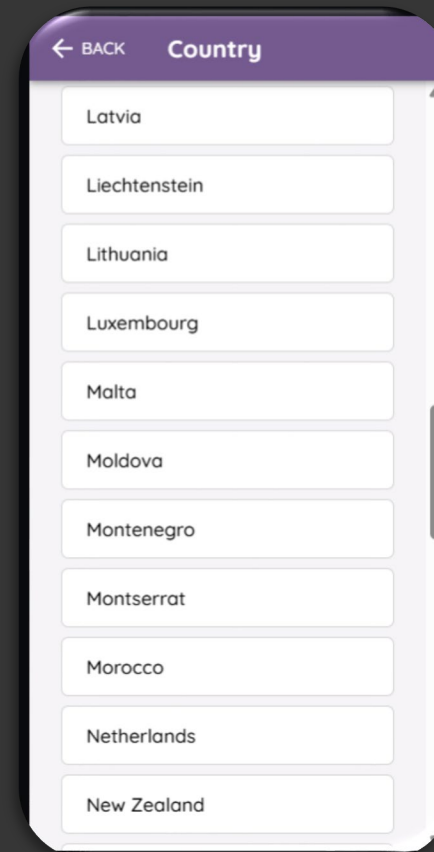 BACK Country
Latvia
Liechtenstein
Lithuania
Luxembourg
Malta
Moldova
Montenegro
Montserrat
Morocco
Netherlands
New Zealand